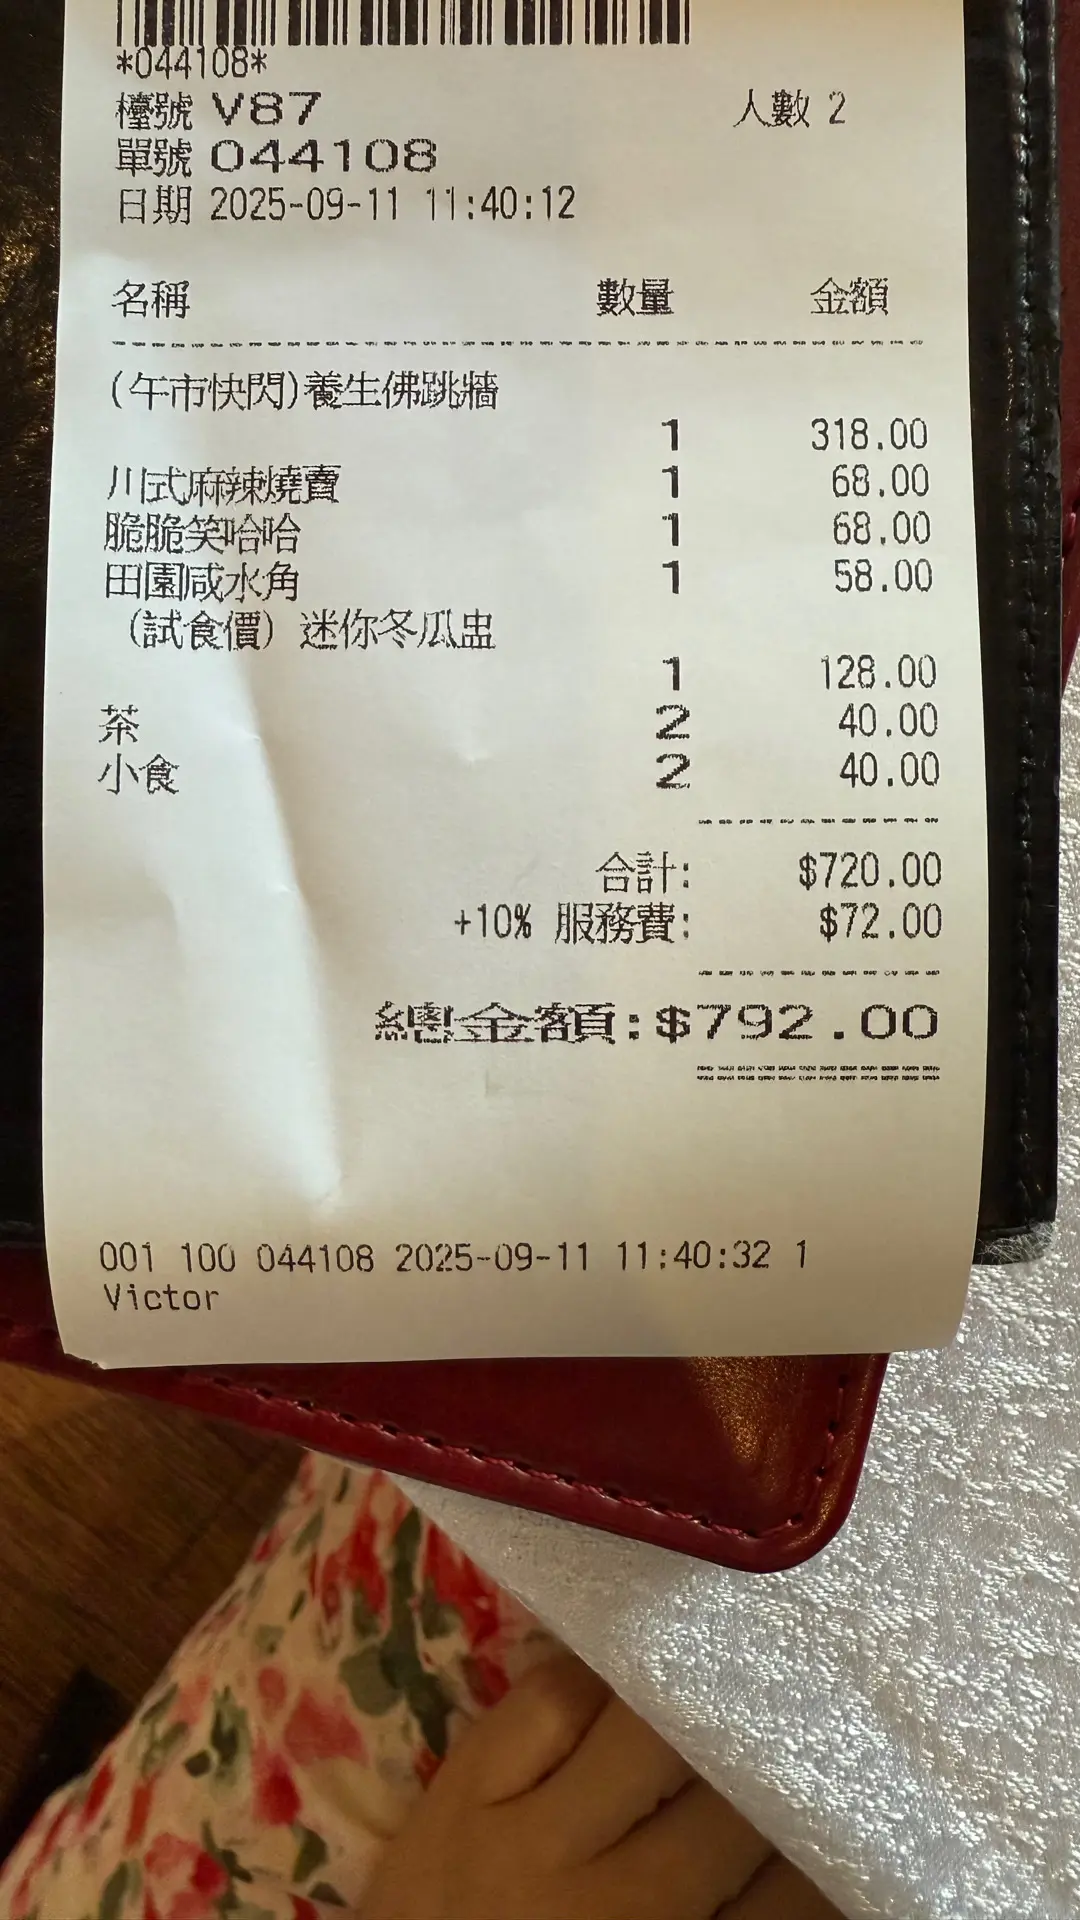 *044108*
檯號 V87 人數 2
單號 044108
日期 2025-09-11 11:40:12
名稱 數量 金額
(午市快閃)養生佛跳牆
1 318.00
川式麻辣燒賣 1 68.00
脆脆笑哈哈 1 68.00
田園咸水角 1 58.00
（試食價）迷你冬瓜盅
1 128.00
茶 2 40.00
小食 2 40.00
合計: $720.00
+10% 服務費: $72.00
總金額:$792.00
001 100 044108 2025-09-11 11:40:32 1
Victor